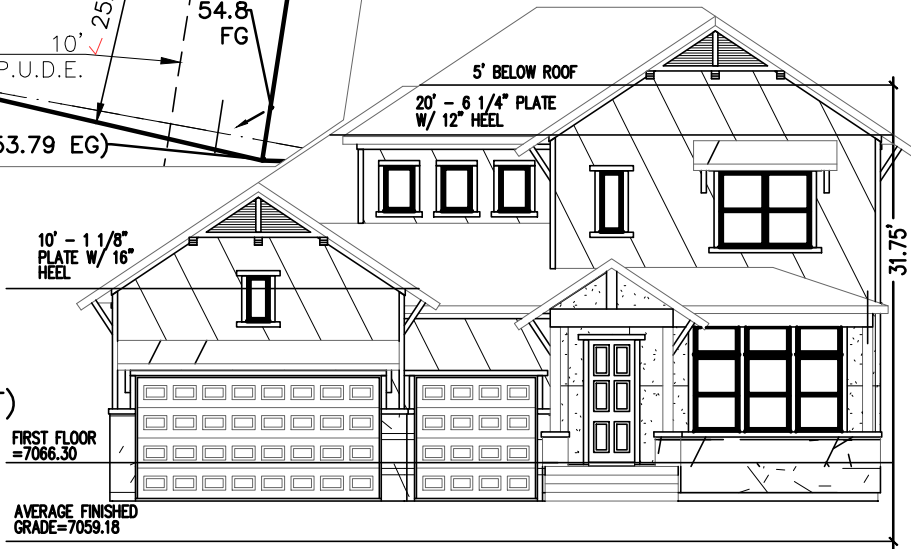 54.8
FG
25
10'
P.U.D.E.
53.79 EG)
5' BELOW ROOF
20' - 6 1/4" PLATE
W/ 12" HEEL
10' - 1 1/8"
PLATE W/ 16"
HEEL
31.75'
)
FIRST FLOOR
=7066.30
AVERAGE FINISHED
GRADE=7059.18